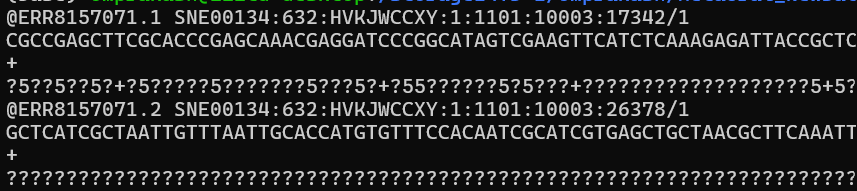 @ERR8157071.1 SNE00134:632:HVKJWCCXY:1:1101:10003:17342/1
CGCCGAGCTTCGCACCCGAGCAAACGAGGATCCCGGCATAGTCGAAGTTCATCTCAAAGAGATTACCGCTC
+
?5??5??5?+?5?????5???????5???5?+?55??????5?5???+???????????????????5+5?
@ERR8157071.2 SNE00134:632:HVKJWCCXY:1:1101:10003:26378/1
GCTCATCGCTAATTGTTTAATTGCACCATGTGTTTCCACAATCGCATCGTGAGCTGCTAACGCTTCAAATT
+
???????????????????????????????????????????????????????????????????????